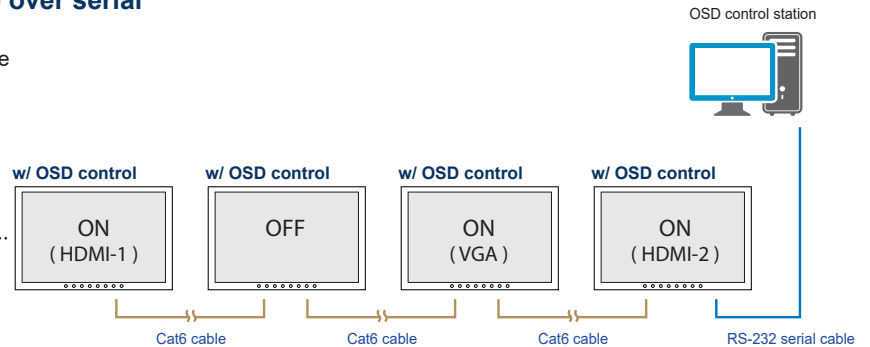 over serial
OSD control station
e
w/ OSD control
w/ OSD control
w/ OSD control
w/ OSD control
ON
( HDMI-1 )
OFF
ON
( VGA )
ON
( HDMI-2 )
..
Cat6 cable
Cat6 cable
Cat6 cable
RS-232 serial cable